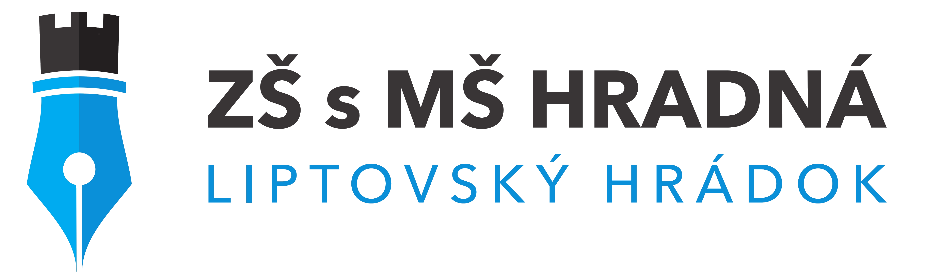 ZŠ s MŠ HRADNÁ
LIPTOVSKÝ HRÁDOK